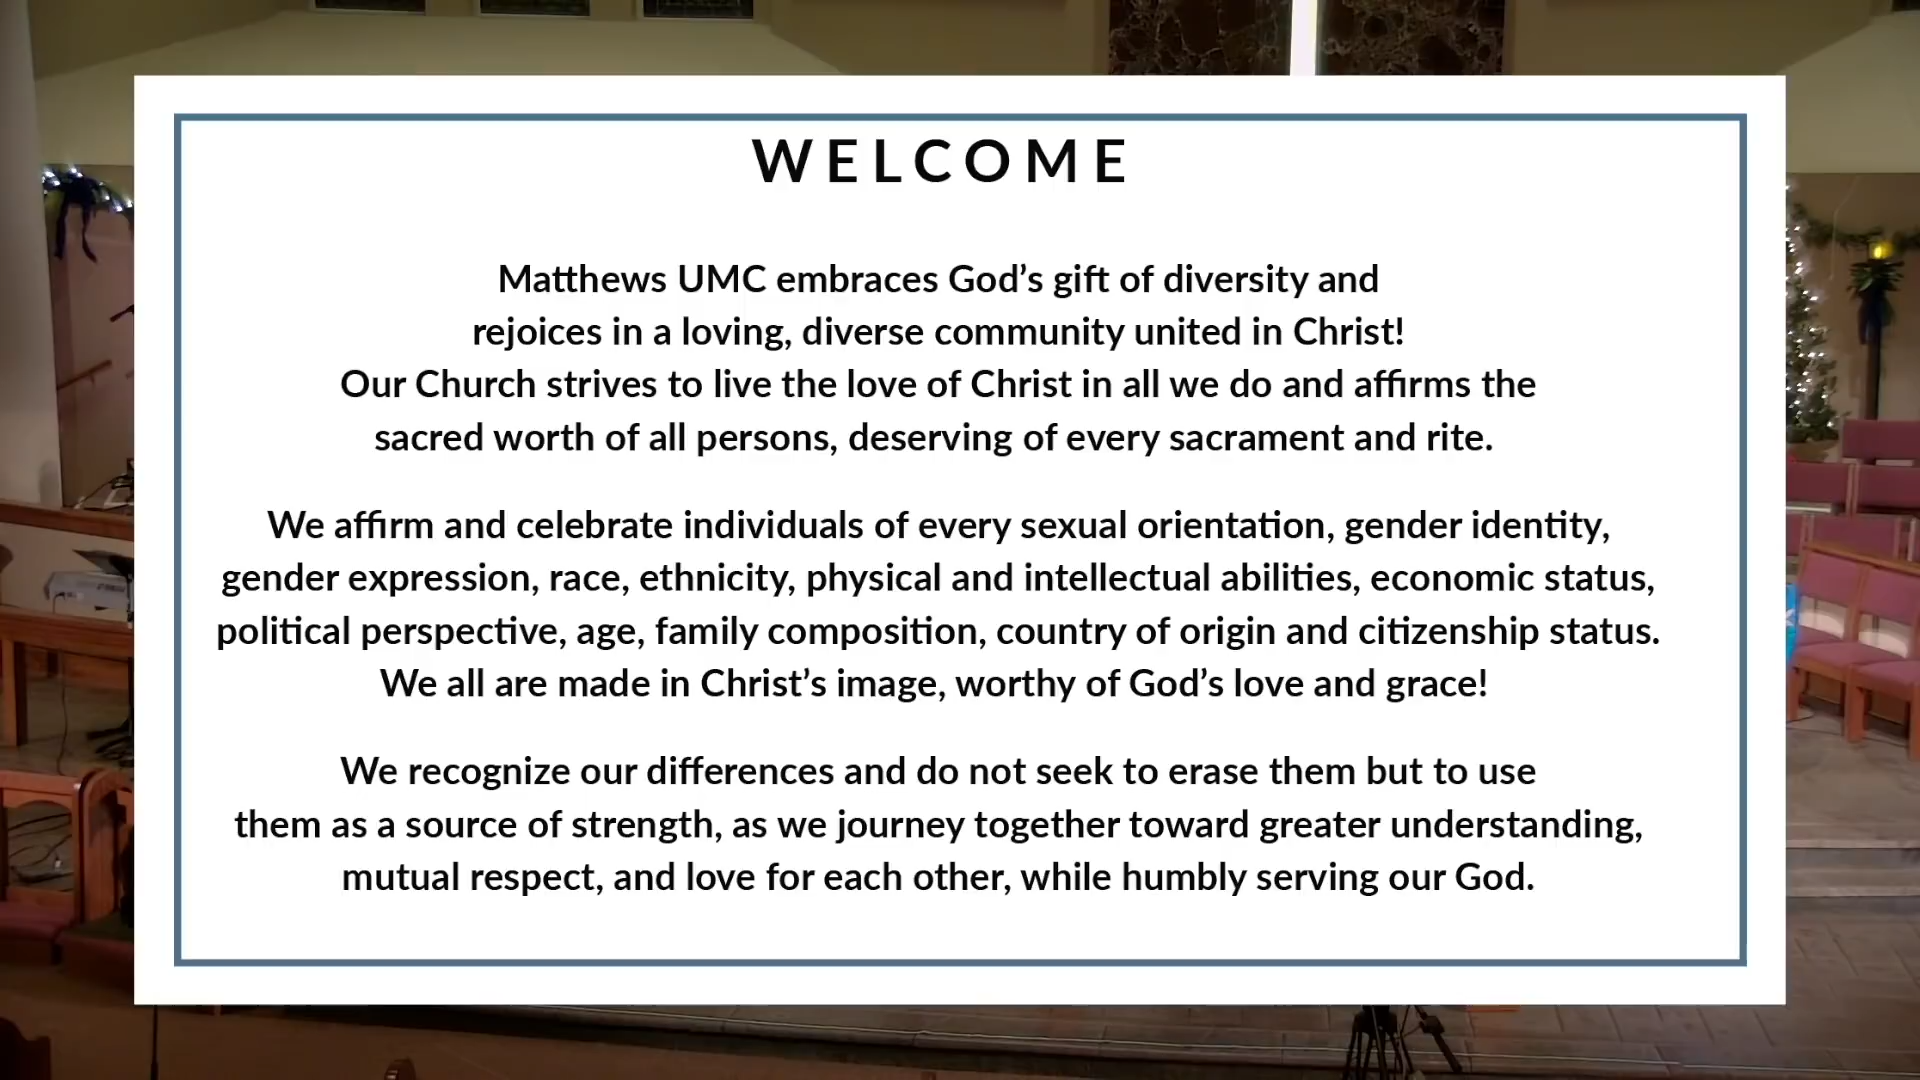 WELCOME
Matthews UMC embraces God’s gift of diversity and
rejoices in a loving, diverse community united in Christ!
Our Church strives to live the love of Christ in all we do and affirms the
sacred worth of all persons, deserving of every sacrament and rite.
We affirm and celebrate individuals of every sexual orientation, gender identity,
gender expression, race, ethnicity, physical and intellectual abilities, economic status,
political perspective, age, family composition, country of origin and citizenship status.
We all are made in Christ’s image, worthy of God’s love and grace!
We recognize our differences and do not seek to erase them but to use
them as a source of strength, as we journey together toward greater understanding,
mutual respect, and love for each other, while humbly serving our God.